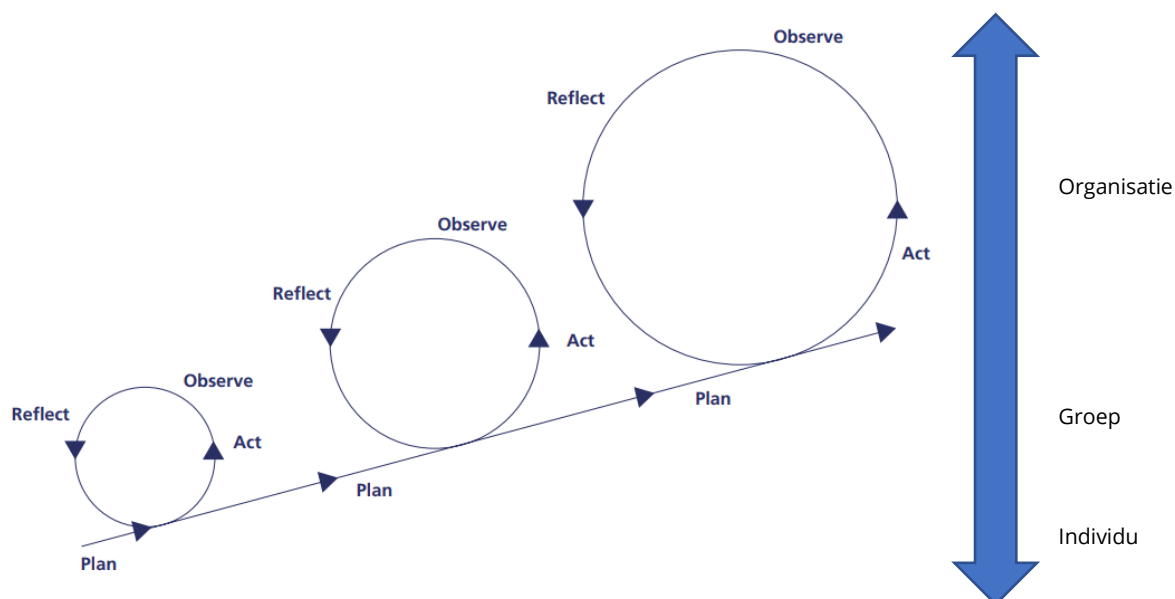 Observe
Reflect
Act
Plan
Observe
Reflect
Act
Plan
Observe
Reflect
Act
Plan
Organisatie
Groep
Individu